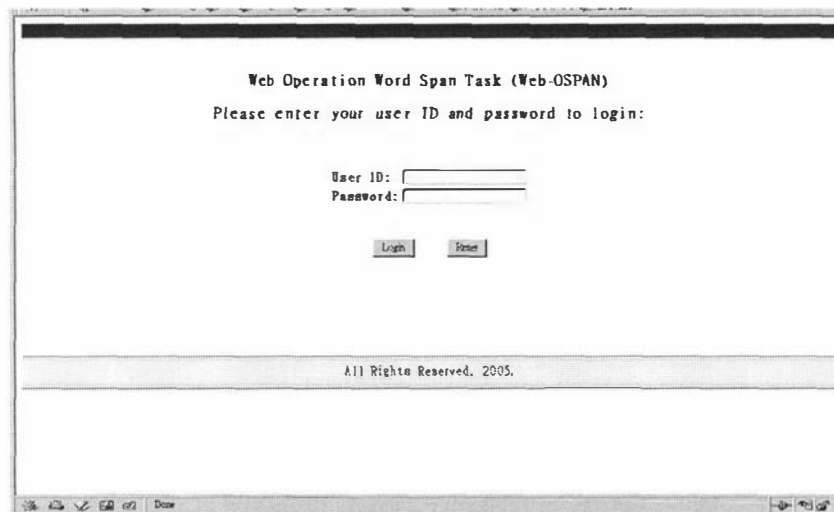 Web Operation Word Span Task (Web-OSPAN)
Please enter your user ID and password to login:
User ID:
Password:
Login Reset
All Rights Reserved. 2005.
Done